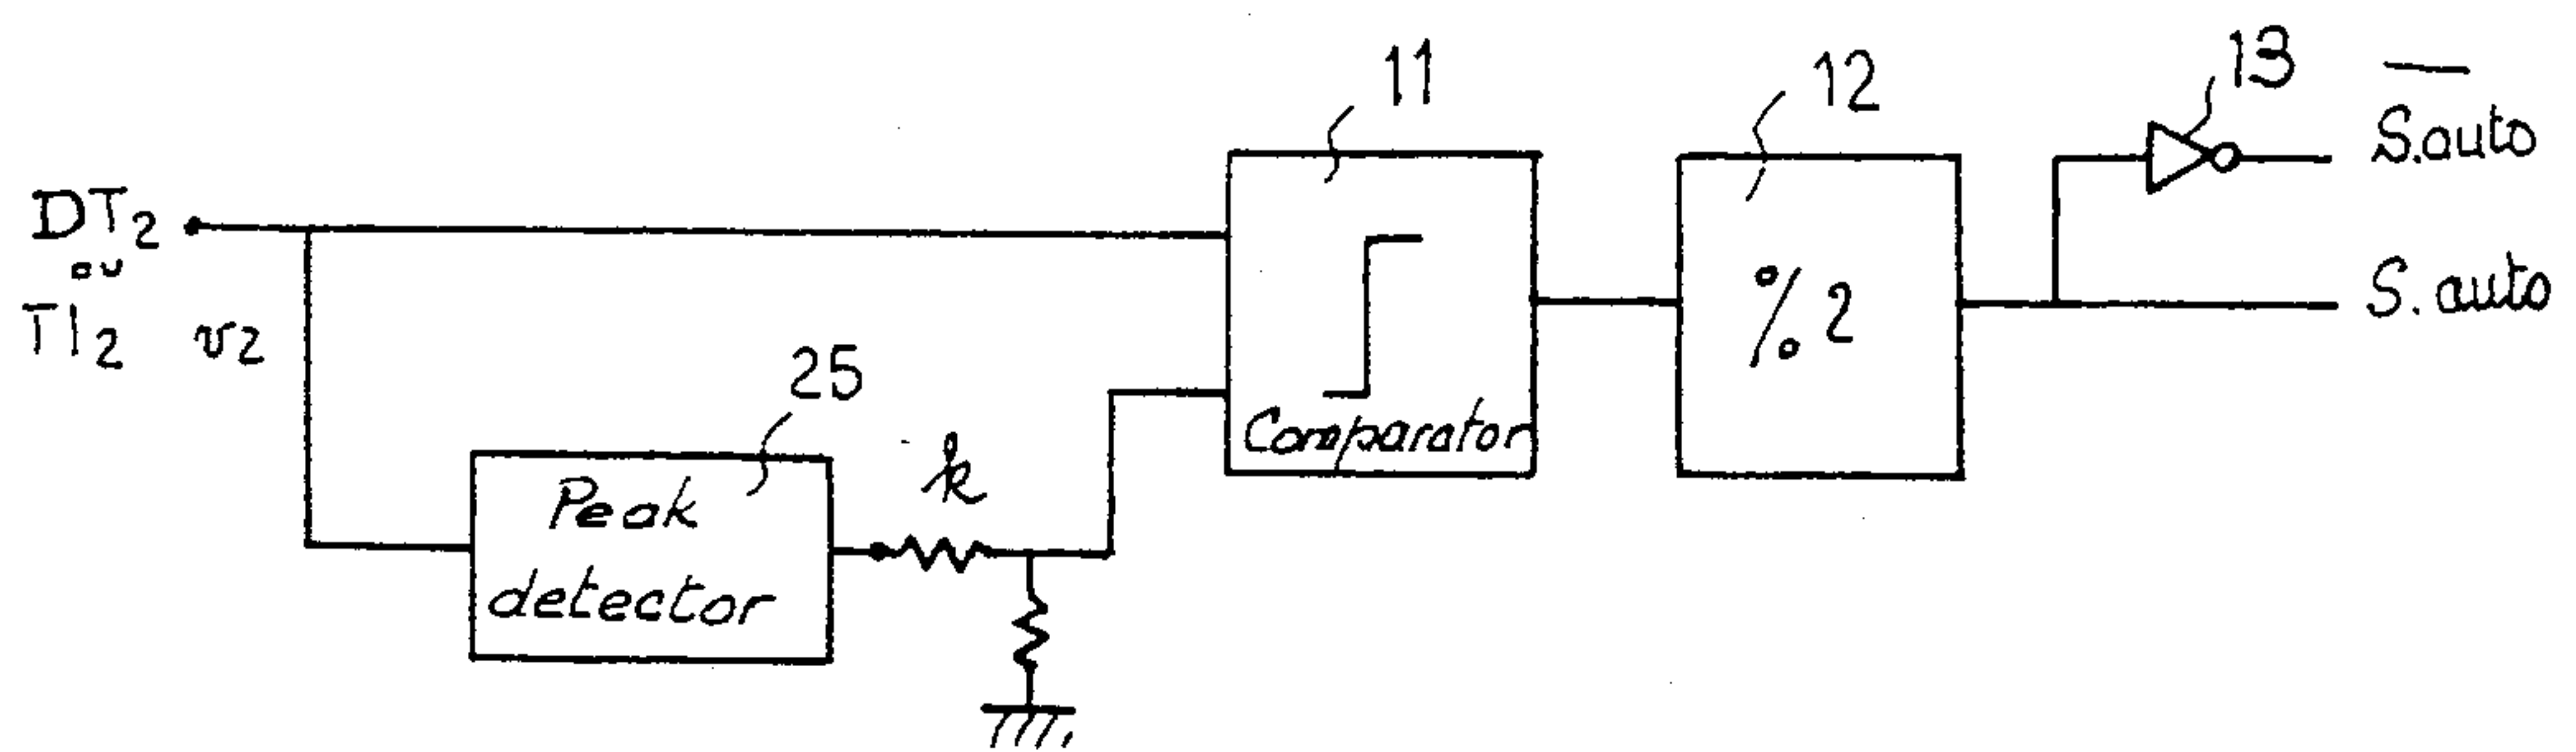 11
12
13
S.auto
DT2
ou
TI2 v2
S. auto
% 2
25
k
Comparator
Peak
detector